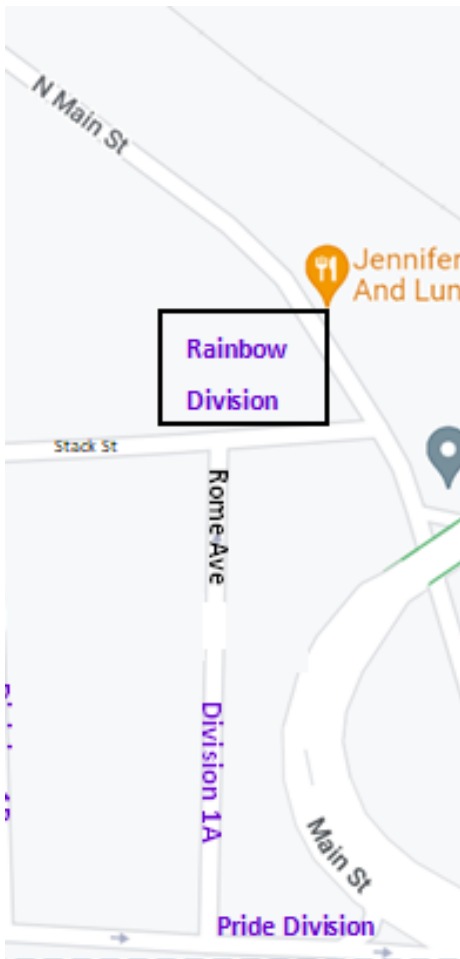 N Main St
Jennifer
And Lun
Rainbow
Division
Stack St
Rome Ave
Division 1A
Main St
Pride Division